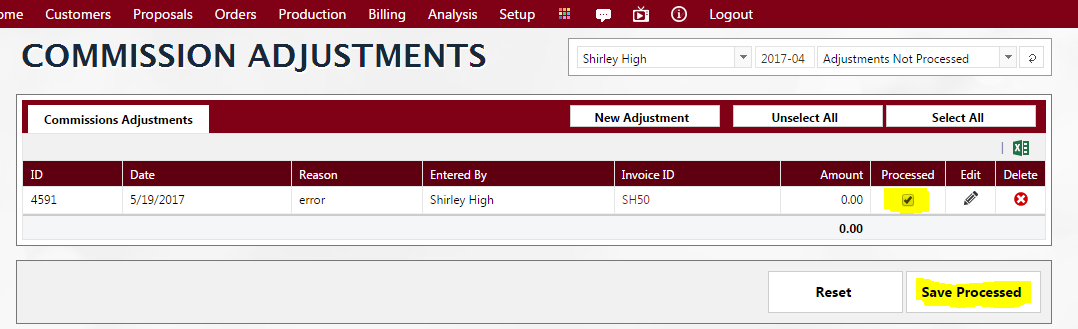 ome Customers Proposals Orders Production Billing Analysis Setup Logout
COMMISSION ADJUSTMENTS
Shirley High 2017-04 Adjustments Not Processed
Commissions Adjustments New Adjustment Unselect All Select All
ID Date Reason Entered By Invoice ID Amount Processed Edit Delete
4591 5/19/2017 error Shirley High SH50 0.00
0.00
Reset Save Processed